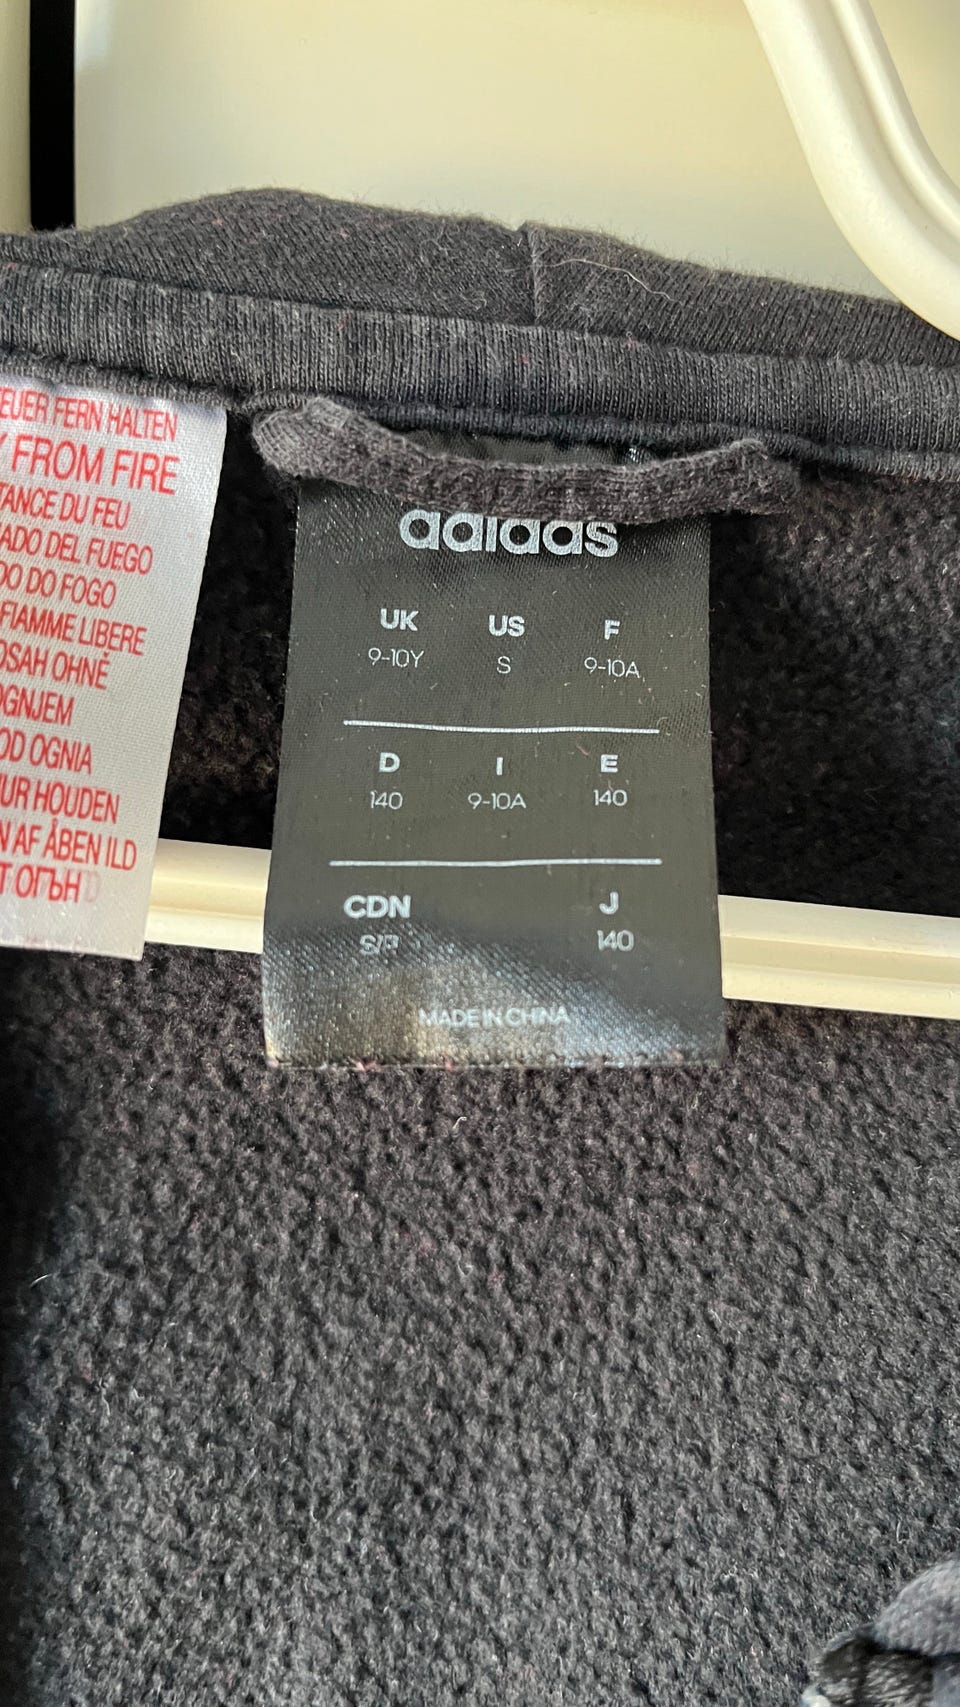 EUER FERN HALTEN
Y FROM FIRE
TANCE DU FEU
ADO DEL FUEGO
DO DO FOGO
FIAMME LIBERE
OSAH OHNĚ
OGNJEM
OD OGNIA
UR HOUDEN
N AF ÅBEN ILD
Т ОГЪН
adidas
UK US F
9-10Y S 9-10A
D I E
140 9-10A 140
CDN J
S/P 140
MADE IN CHINA